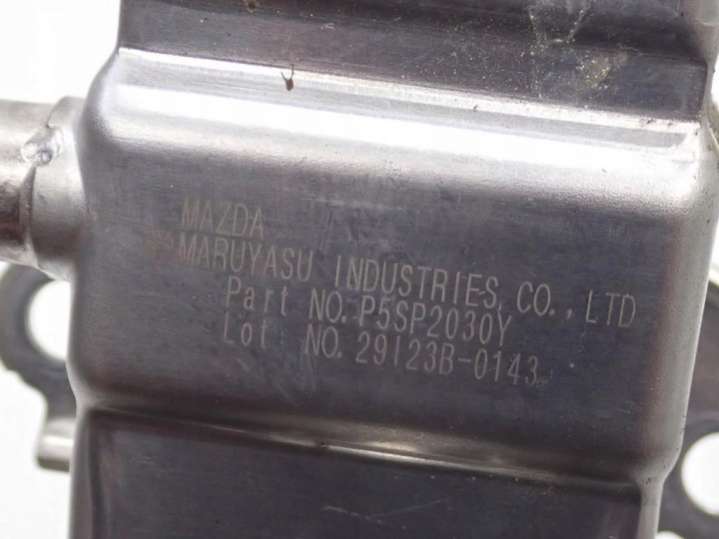 MAZDA
MARUYASU INDUSTRIES, CO., LTD
Part NO. P5SP2030Y
Lot NO. 29123B-0143